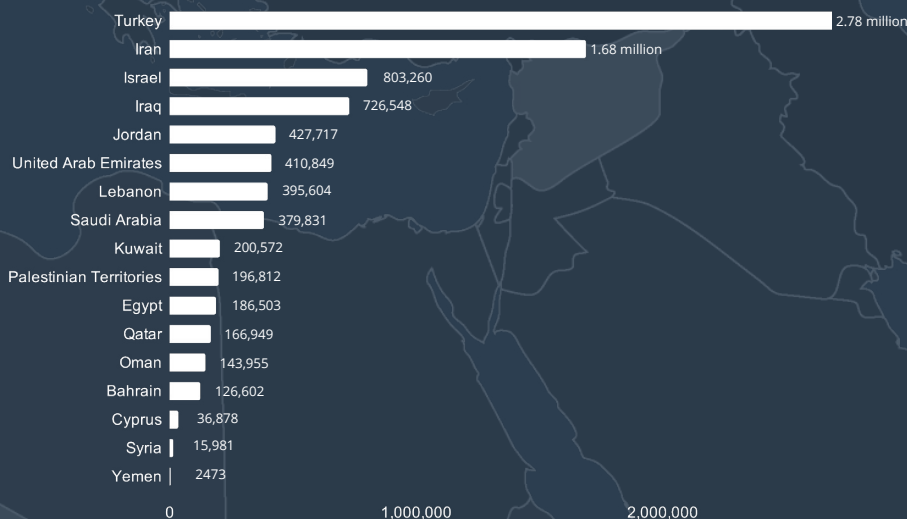 Turkey 2.78 million
Iran 1.68 million
Israel 803,260
Iraq 726,548
Jordan 427,717
United Arab Emirates 410,849
Lebanon 395,604
Saudi Arabia 379,831
Kuwait 200,572
Palestinian Territories 196,812
Egypt 186,503
Qatar 166,949
Oman 143,955
Bahrain 126,602
Cyprus 36,878
Syria 15,981
Yemen 2473
0 1,000,000 2,000,000